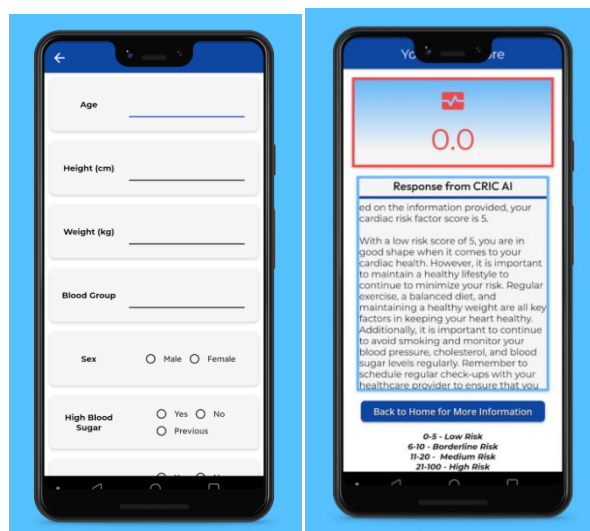 Age
Height (cm)
Weight (kg)
Blood Group
Sex
Male
Female
High Blood
Sugar
Yes
No
Previous
Yo
re
0.0
Response from CRIC AI
ed on the information provided, your
cardiac risk factor score is 5.
With a low risk score of 5, you are in
good shape when it comes to your
cardiac health. However, it is important
to maintain a healthy lifestyle to
continue to minimize your risk. Regular
exercise, a balanced diet, and
maintaining a healthy weight are all key
factors in keeping your heart healthy.
Additionally, it is important to continue
to avoid smoking and monitor your
blood pressure, cholesterol, and blood
sugar levels regularly. Remember to
schedule regular check-ups with your
healthcare provider to ensure that you
Back to Home for More Information
0-5 - Low Risk
6-10 - Borderline Risk
11-20 - Medium Risk
21-100 - High Risk